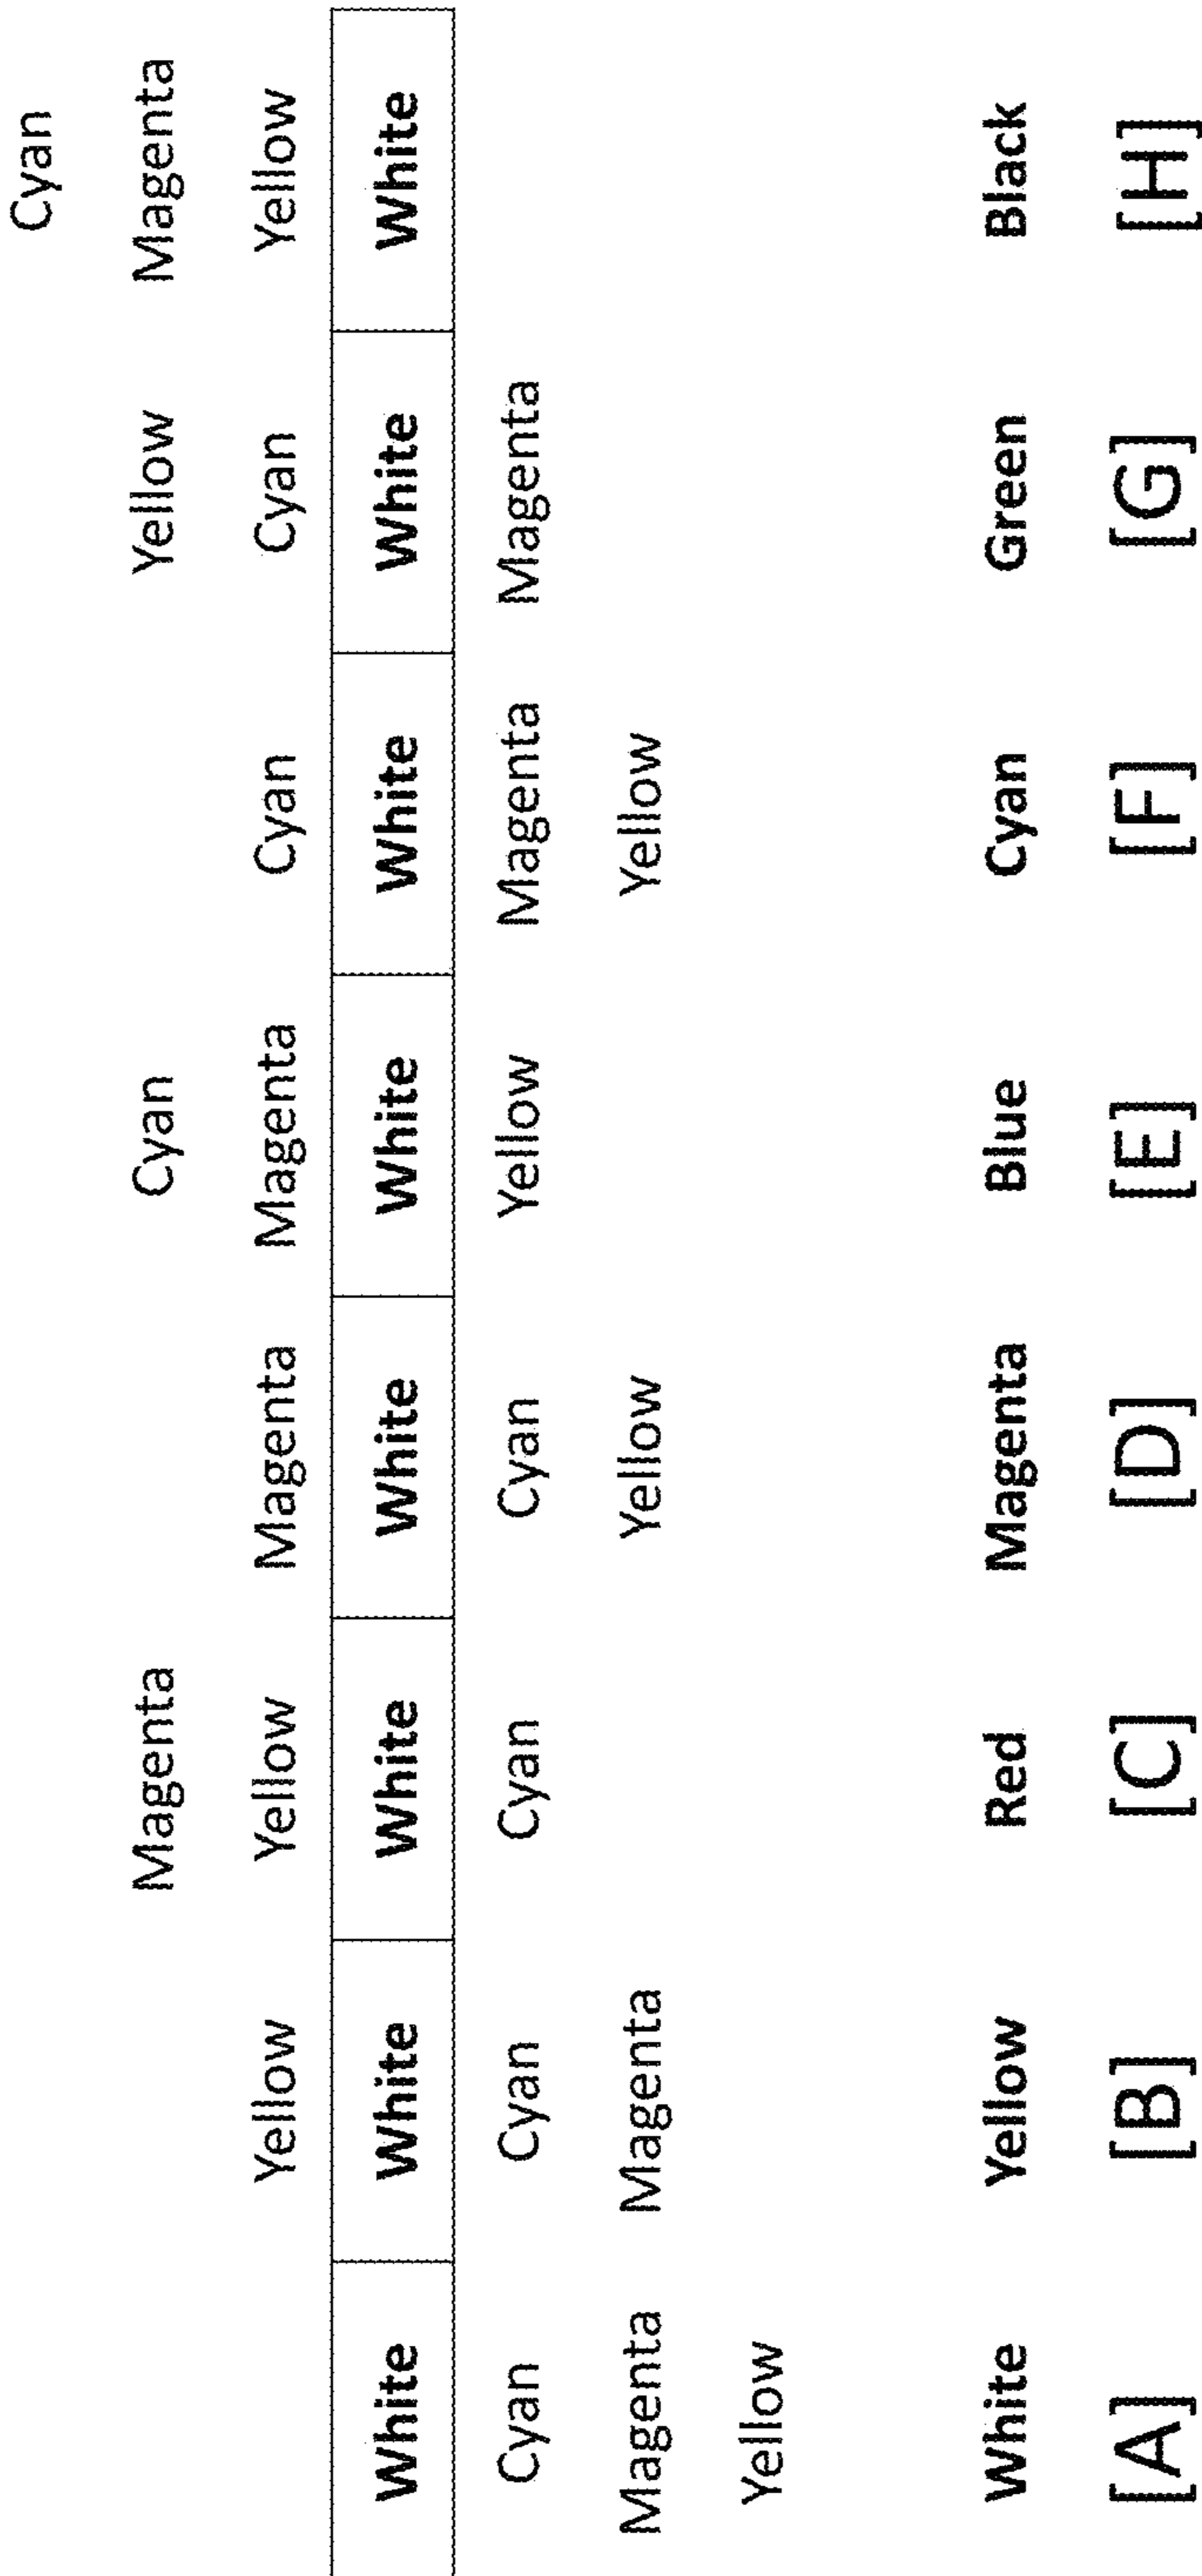 Cyan
Magenta Cyan Yellow Magenta
Yellow Yellow Magenta Magenta Cyan Cyan Yellow
White White White White White White White White
Cyan Cyan Cyan Cyan Yellow Magenta Magenta
Magenta Magenta Yellow Yellow
Yellow
White Yellow Red Magenta Blue Cyan Green Black
[A] [B] [C] [D] [E] [F] [G] [H]